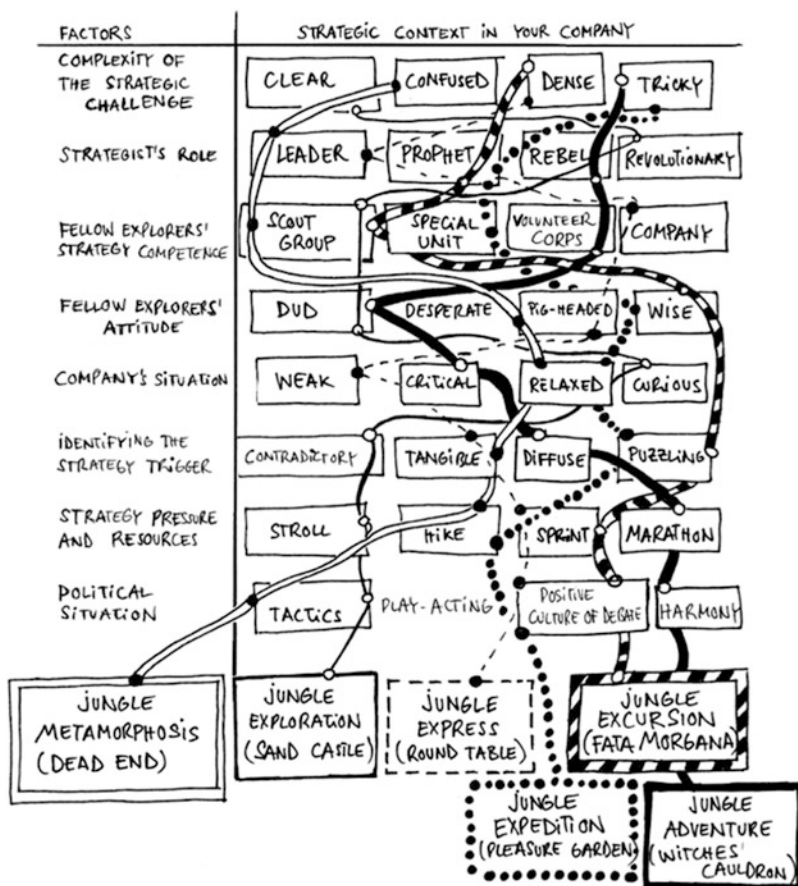 FACTORS
STRATEGIC CONTEXT IN YOUR COMPANY
COMPLEXITY OF
THE STRATEGIC
CHALLENGE
CLEAR
CONFUSED
DENSE
TRICKY
STRATEGIST'S ROLE
LEADER
PROPHET
REBEL
REVOLUTIONARY
FELLOW EXPLORERS'
STRATEGY COMPETENCE
SCOUT
GROUP
SPECIAL
UNIT
VOLUNTEER
CORPS
COMPANY
FELLOW EXPLORERS'
ATTITUDE
DUD
DESPERATE
PIG-HEADED
WISE
COMPANY'S SITUATION
WEAK
CRITICAL
RELAXED
CURIOUS
IDENTIFYING THE
STRATEGY TRIGGER
CONTRADICTORY
TANGIBLE
DIFFUSE
PUZZLING
STRATEGY PRESSURE
AND RESOURCES
STROLL
HIKE
SPRINT
MARATHON
POLITICAL
SITUATION
TACTICS
PLAY-ACTING
POSITIVE
CULTURE OF DEBATE
HARMONY
JUNGLE
METAMORPHOSIS
(DEAD END)
JUNGLE
EXPLORATION
(SAND CASTLE)
JUNGLE
EXPRESS
(ROUND TABLE)
JUNGLE
EXCURSION
(FATA MORGANA)
JUNGLE
EXPEDITION
(PLEASURE GARDEN)
JUNGLE
ADVENTURE
(WITCHES'
CAULDRON)